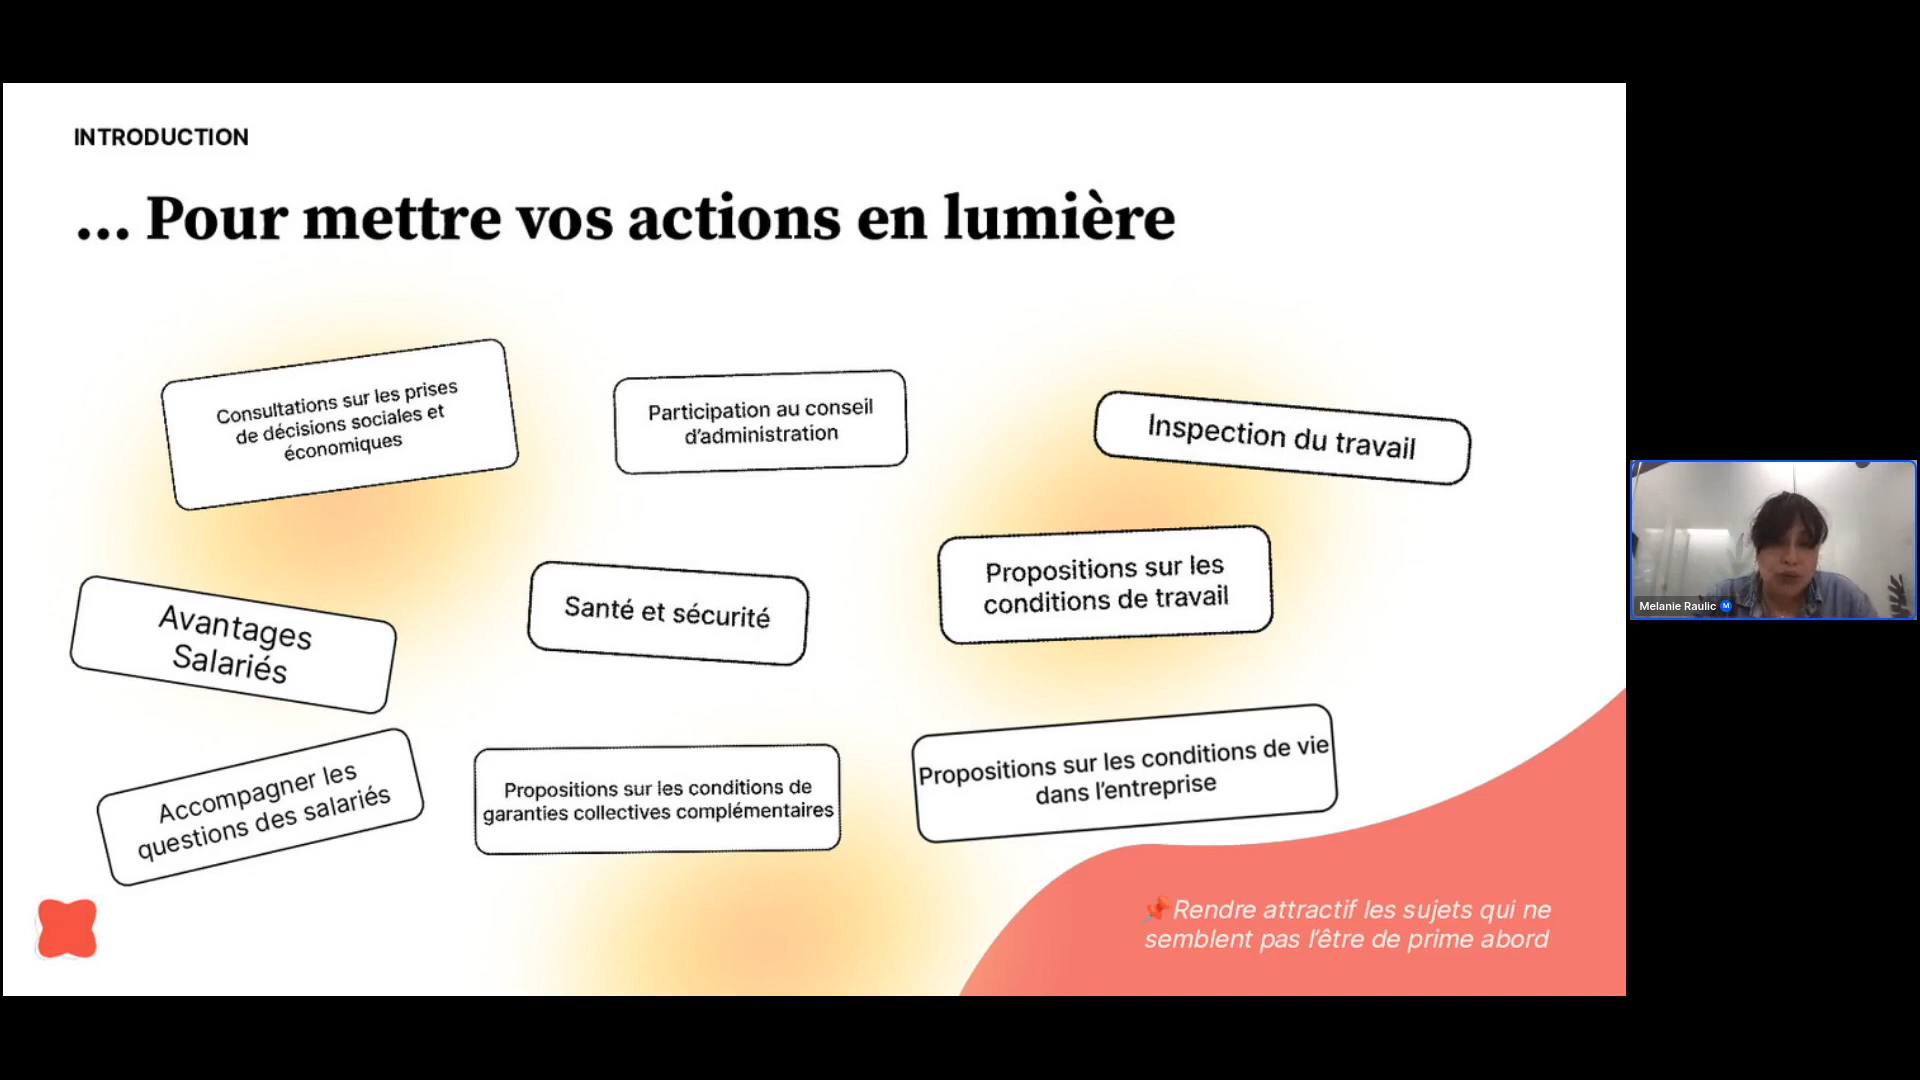 INTRODUCTION
... Pour mettre vos actions en lumière
Consultations sur les prises
de décisions sociales et
économiques
Participation au conseil
d’administration
Inspection du travail
Avantages
Salariés
Santé et sécurité
Propositions sur les
conditions de travail
Accompagner les
questions des salariés
Propositions sur les conditions de
garanties collectives complémentaires
Propositions sur les conditions de vie
dans l’entreprise
📌Rendre attractif les sujets qui ne
semblent pas l’être de prime abord
Melanie Raulic M